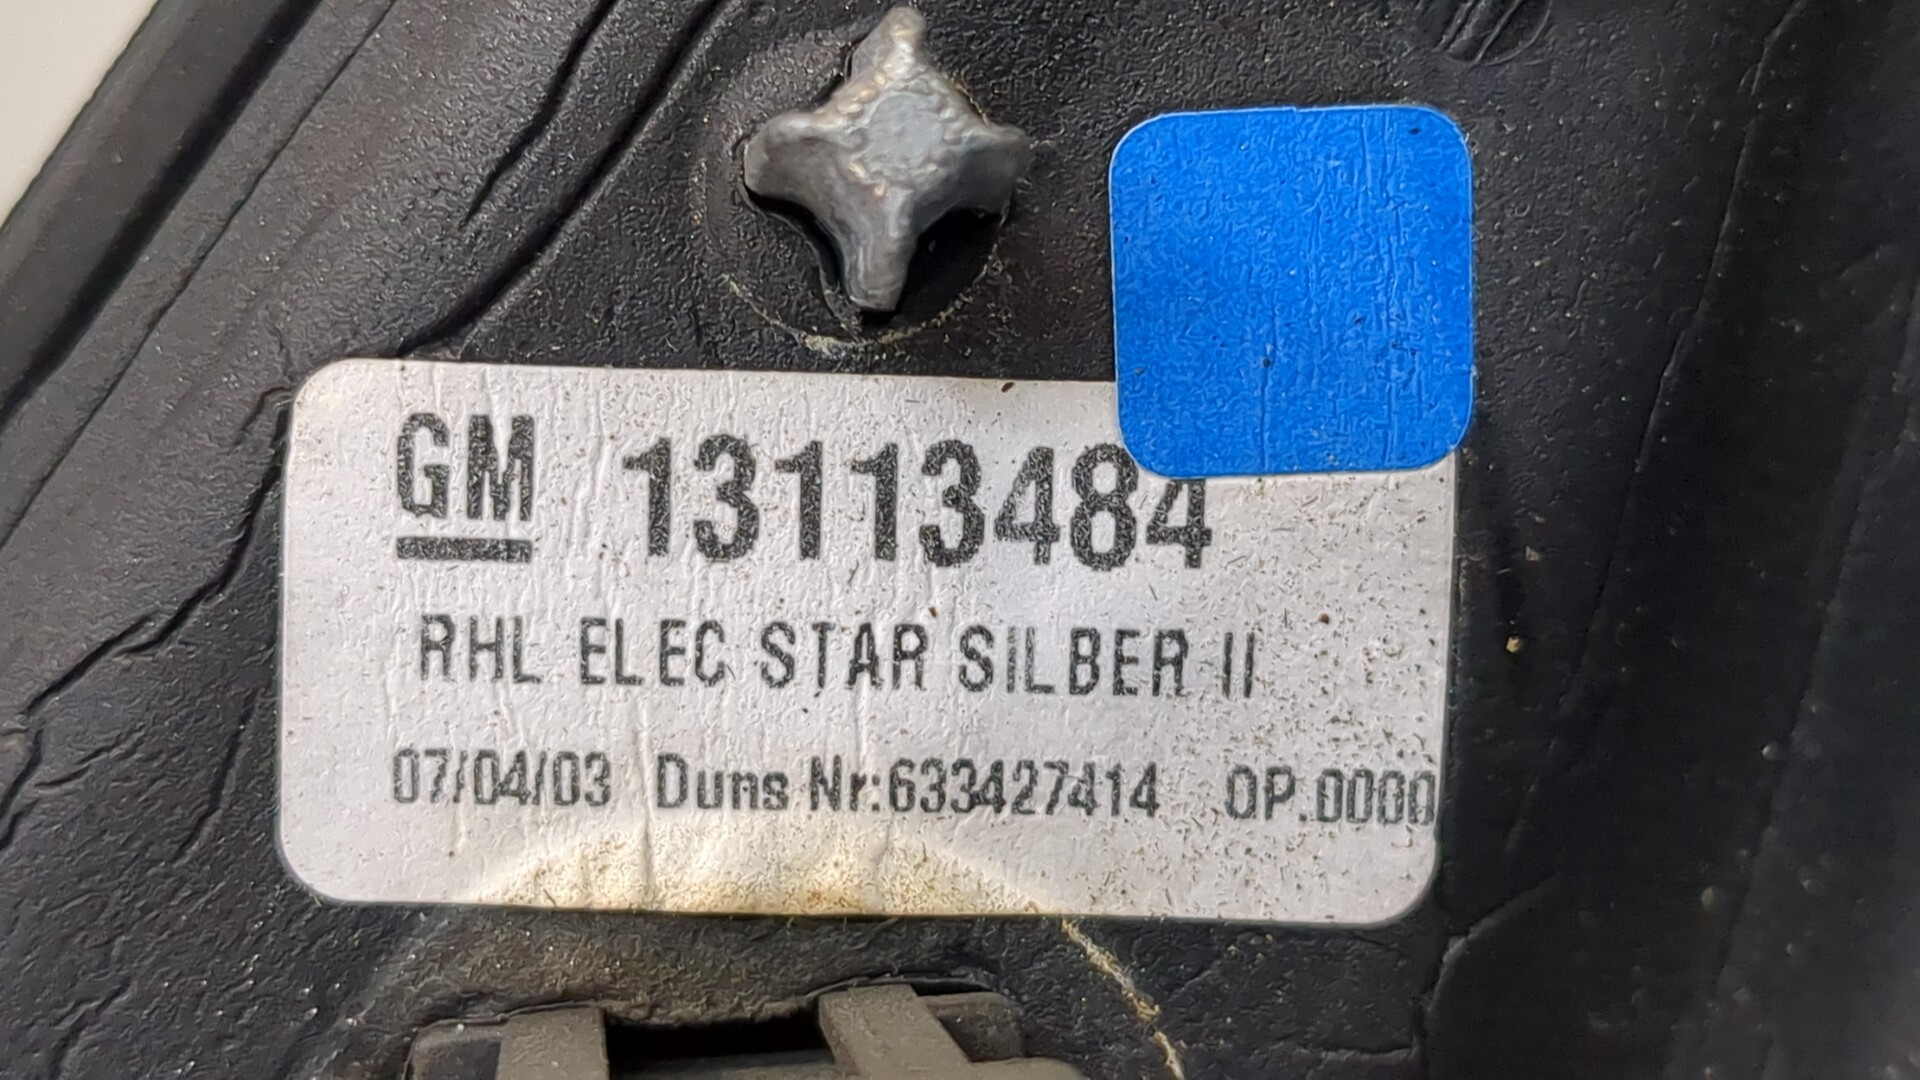 GM 13113484
RHL ELEC STAR SILBER II
07/04/03 Duns Nr:633427414 OP.0000